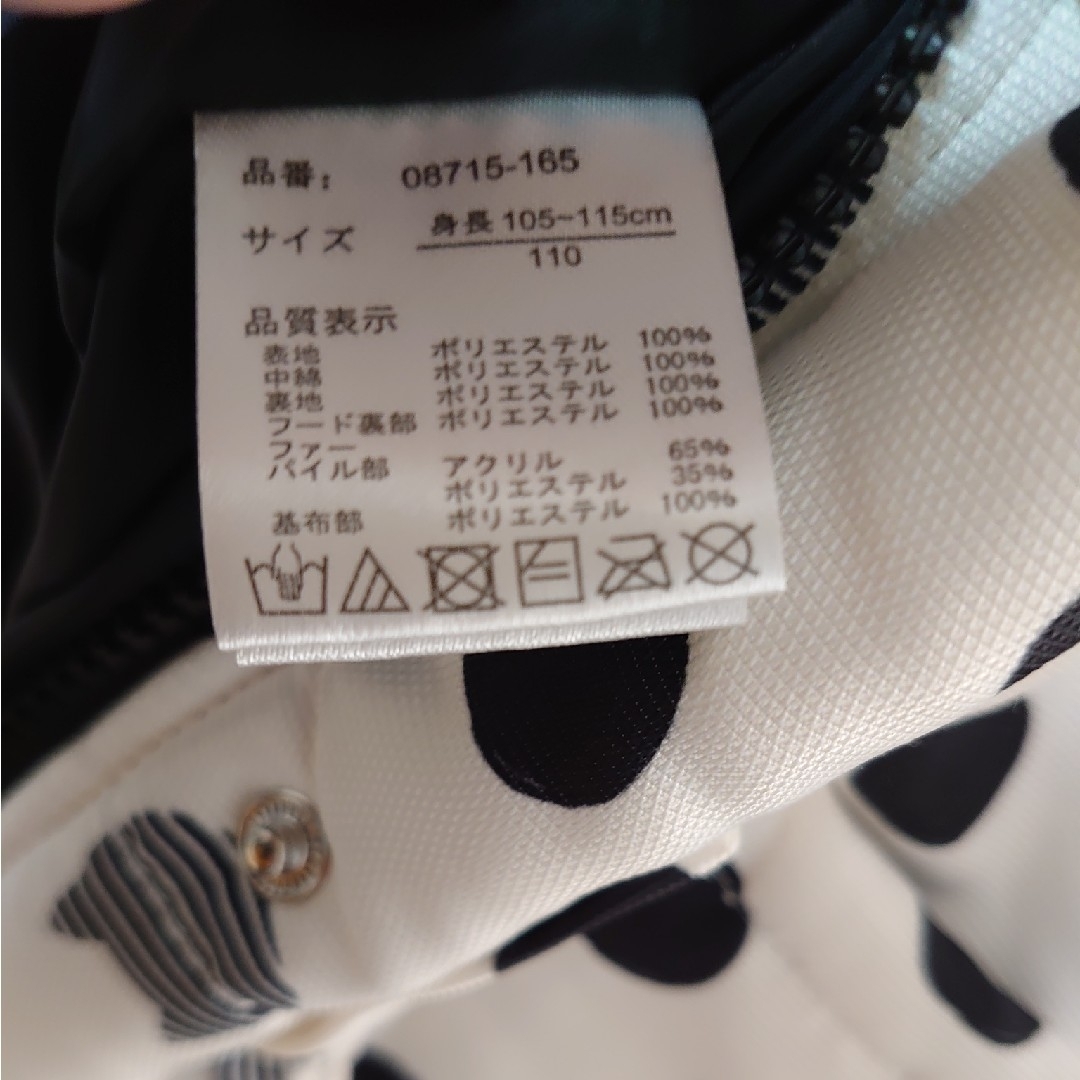 品番： 08715-165
サイズ 身長 105~115cm
110
品質表示
表地 ポリエステル 100%
中綿 ポリエステル 100%
裏地 ポリエステル 100%
フード裏部 ポリエステル 100%
ファー
パイル部 アクリル 65%
ポリエステル 35%
基布部 ポリエステル 100%